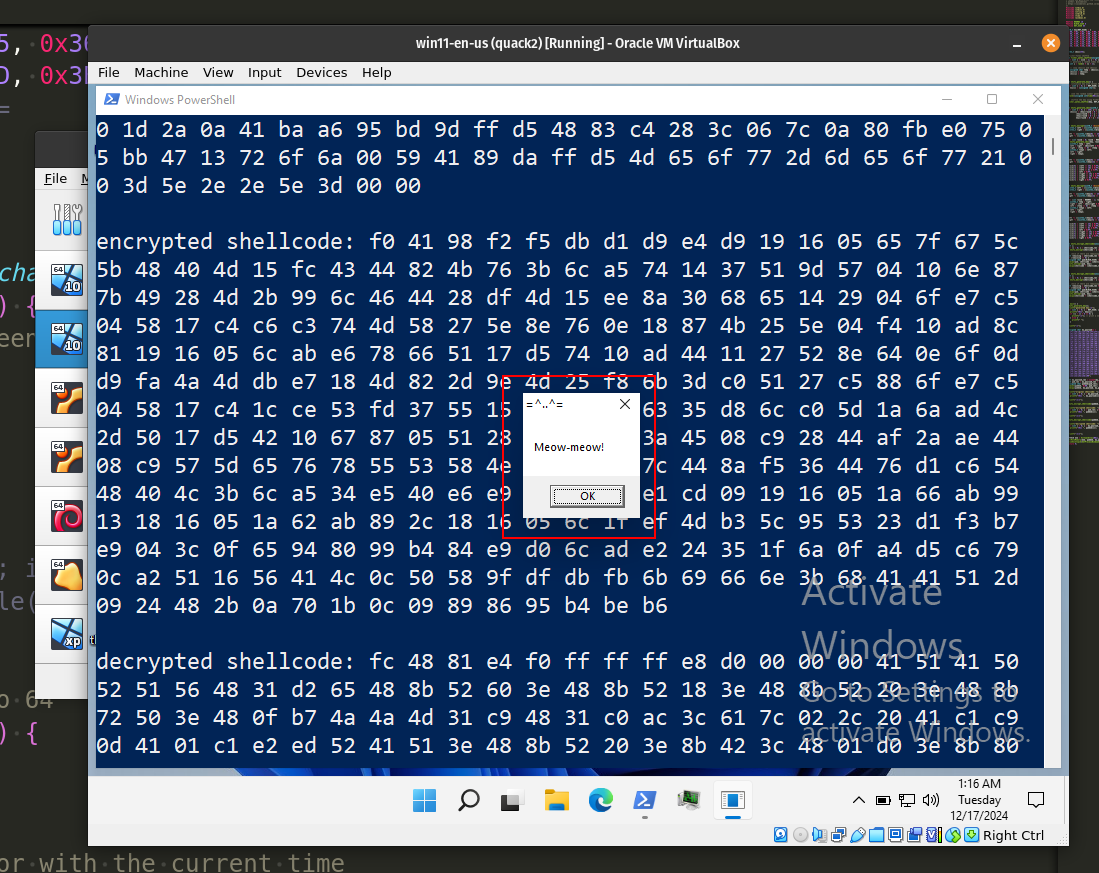 5, 0x36
win11-en-us (quack2) [Running] - Oracle VM VirtualBox
D, 0x3
File Machine View Input Devices Help
=
Windows PowerShell
0 1d 2a 0a 41 ba a6 95 bd 9d ff d5 48 83 c4 28 3c 06 7c 0a 80 fb e0 75 0
5 bb 47 13 72 6f 6a 00 59 41 89 da ff d5 4d 65 6f 77 2d 6d 65 6f 77 21 0
File M
0 3d 5e 2e 2e 5e 3d 00 00
encrypted shellcode: f0 41 98 f2 f5 db d1 d9 e4 d9 19 16 05 65 7f 67 5c
cha
64
10
5b 48 40 4d 15 fc 43 44 82 4b 76 3b 6c a5 74 14 37 51 9d 57 04 10 6e 87
) {
7b 49 28 4d 2b 99 6c 46 44 28 df 4d 15 ee 8a 30 68 65 14 29 04 6f e7 c5
een
64
10
04 58 17 c4 c6 c3 74 4d 58 27 5e 8e 76 0e 18 87 4b 25 5e 04 f4 10 ad 8c
81 19 16 05 6c ab e6 78 66 51 17 d5 74 10 ad 44 11 27 52 8e 64 0e 6f 0d
64
d9 fa 4a 4d db e7 18 4d 82 2d 9e 4d 25 f8 6b 3d c0 51 27 c5 88 6f e7 c5
04 58 17 c4 1c ce 53 fd 37 55 15 63 35 d8 6c c0 5d 1a 6a ad 4c
=^..^=
64
2d 50 17 d5 42 10 67 87 05 51 28 3a 45 08 c9 28 44 af 2a ae 44
Meow-meow!
08 c9 57 5d 65 76 78 55 53 58 4e 7c 44 8a f5 36 44 76 d1 c6 54
48 40 4c 3b 6c a5 34 e5 40 e6 e9 e1 cd 09 19 16 05 1a 66 ab 99
OK
64
13 18 16 05 1a 62 ab 89 2c 18 16 05 6c 1f ef 4d b3 5c 95 53 23 d1 f3 b7
e9 04 3c 0f 65 94 80 99 b4 84 e9 d0 6c ad e2 24 35 1f 6a 0f a4 d5 c6 79
; i
64
0c a2 51 16 56 41 4c 0c 50 58 9f df db fb 6b 69 66 6e 3b 68 41 41 51 2d
le(
09 24 48 2b 0a 70 1b 0c 09 89 86 95 b4 be b6
Activate
Windows
Go to Settings to
activate Windows.
64
xp
t
decrypted shellcode: fc 48 81 e4 f0 ff ff ff e8 d0 00 00 00 41 51 41 50
52 51 56 48 31 d2 65 48 8b 52 60 3e 48 8b 52 18 3e 48 8b 52 20 3e 48 8b
o 64
72 50 3e 48 0f b7 4a 4a 4d 31 c9 48 31 c0 ac 3c 61 7c 02 2c 20 41 c1 c9
) {
0d 41 01 c1 e2 ed 52 41 51 3e 48 8b 52 20 3e 8b 42 3c 48 01 d0 3e 8b 80
1:16 AM
Tuesday
12/17/2024
Right Ctrl
or with the current time